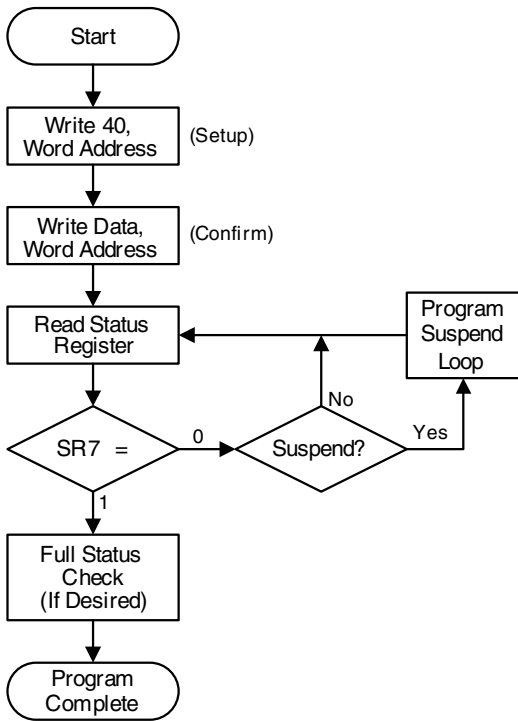 Start
Write 40,
Word Address
(Setup)
Write Data,
Word Address
(Confirm)
Read Status
Register
Program
Suspend
Loop
No
SR7 =
0
Suspend?
Yes
1
Full Status
Check
(If Desired)
Program
Complete